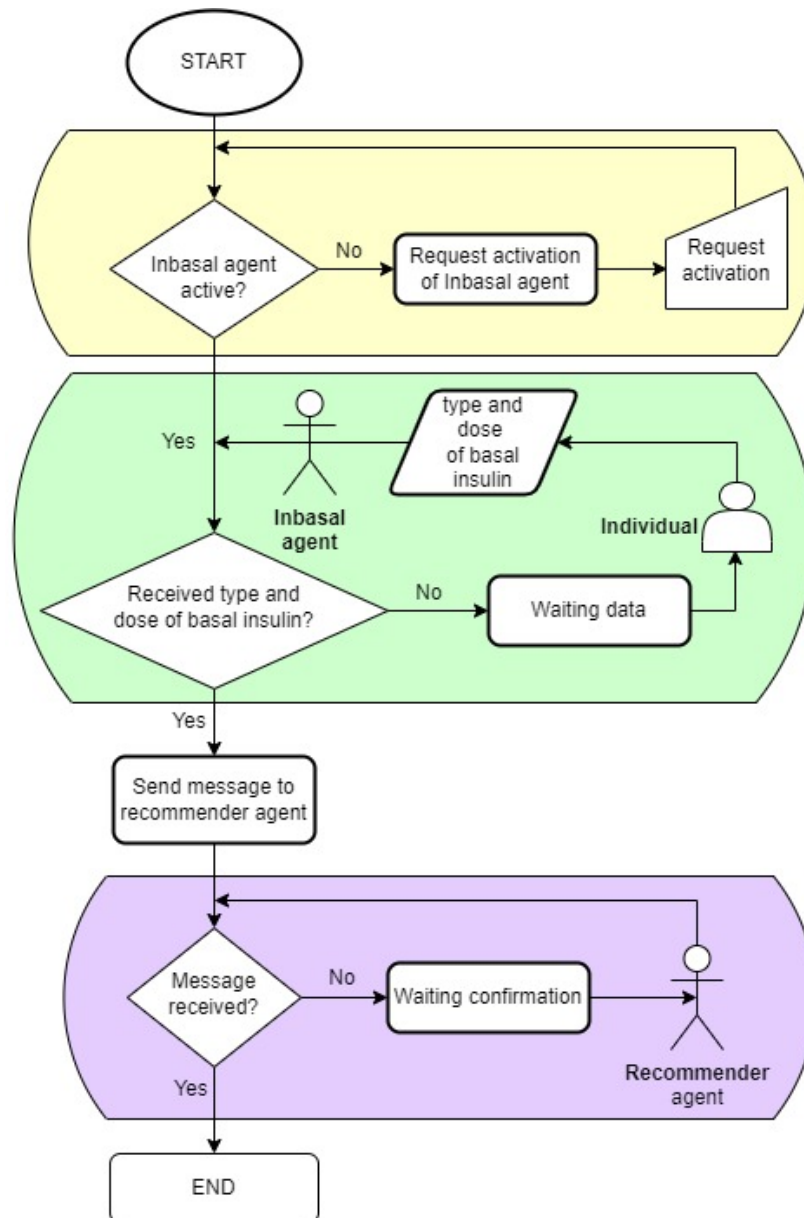 START
Inbasal agent
active?
No
Request activation
of Inbasal agent
Request
activation
Yes
Inbasal
agent
type and
dose
of basal
insulin
Individual
Received type and
dose of basal insulin?
No
Waiting data
Yes
Send message to
recommender agent
Message
received?
No
Waiting confirmation
Recommender
agent
Yes
END